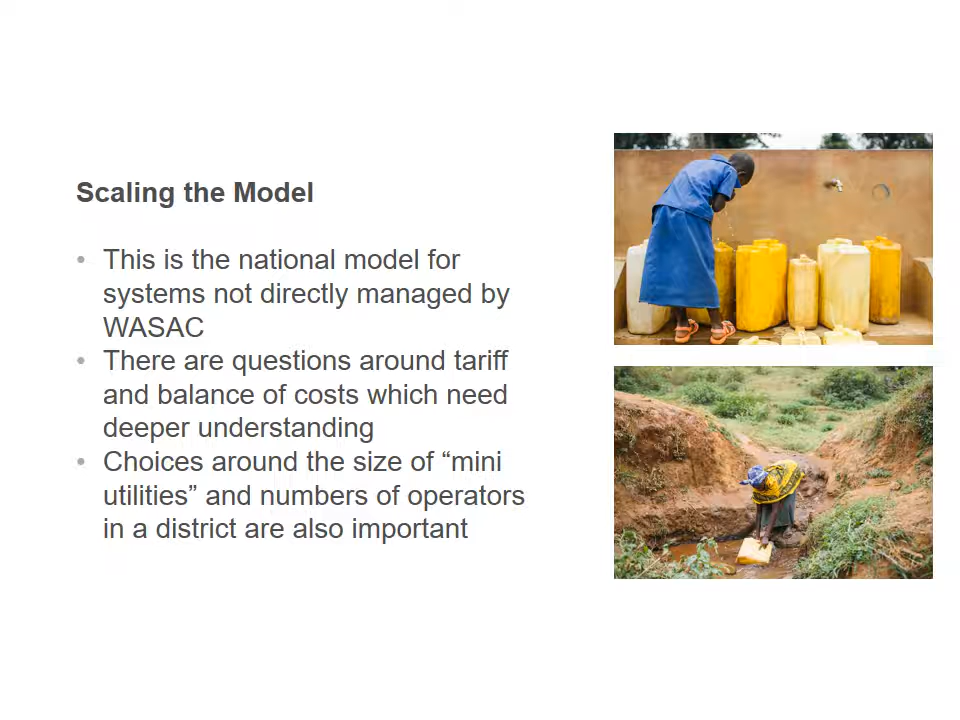 Scaling the Model
• This is the national model for
systems not directly managed by
WASAC
• There are questions around tariff
and balance of costs which need
deeper understanding
• Choices around the size of “mini
utilities” and numbers of operators
in a district are also important